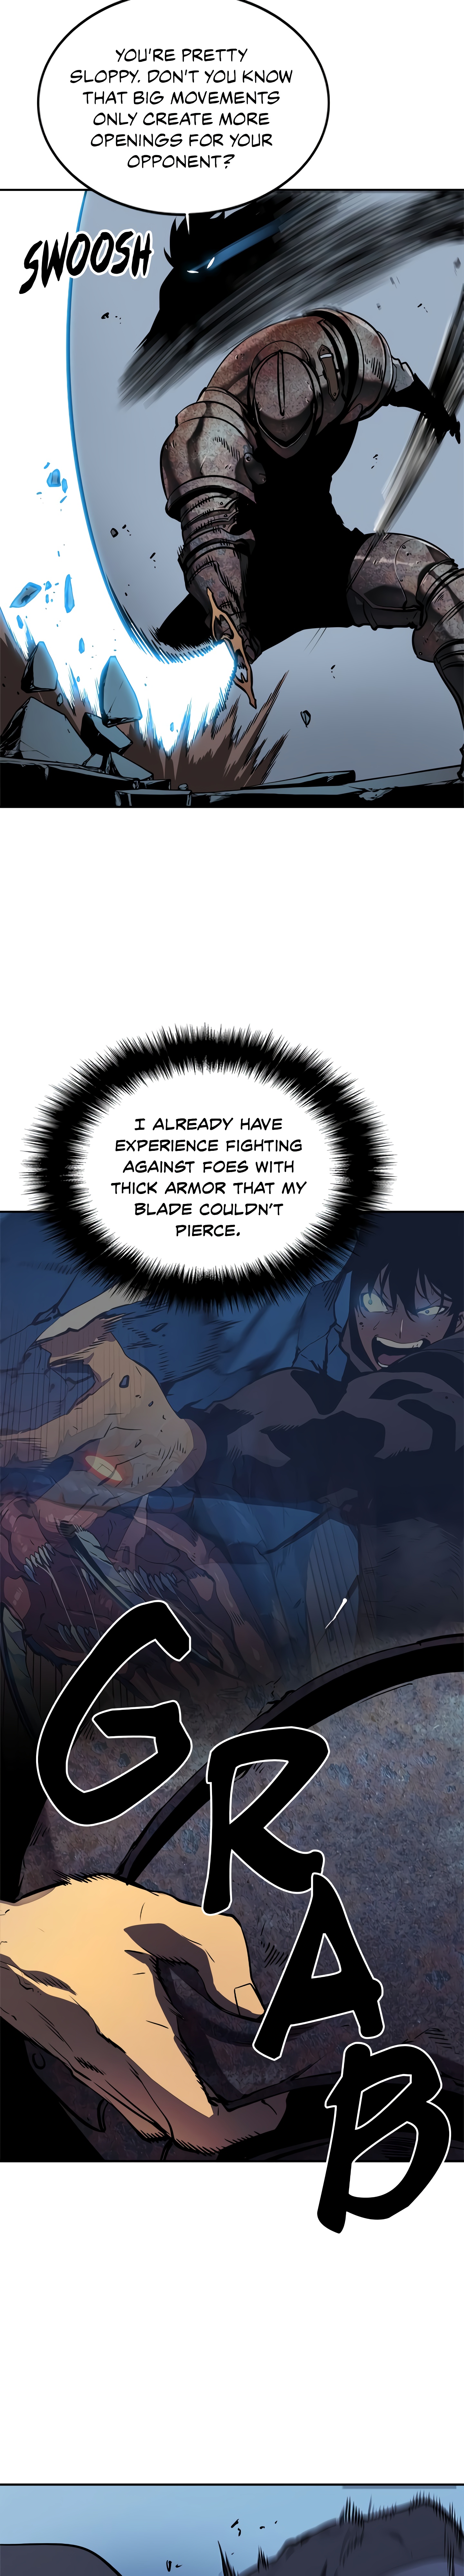 YOU'RE PRETTY
SLOPPY. DON'T YOU KNOW
THAT BIG MOVEMENTS
ONLY CREATE MORE
OPENINGS FOR YOUR
OPPONENT?
SWOOSH
I ALREADY HAVE
EXPERIENCE FIGHTING
AGAINST FOES WITH
THICK ARMOR THAT MY
BLADE COULDN'T
PIERCE.
GRAB